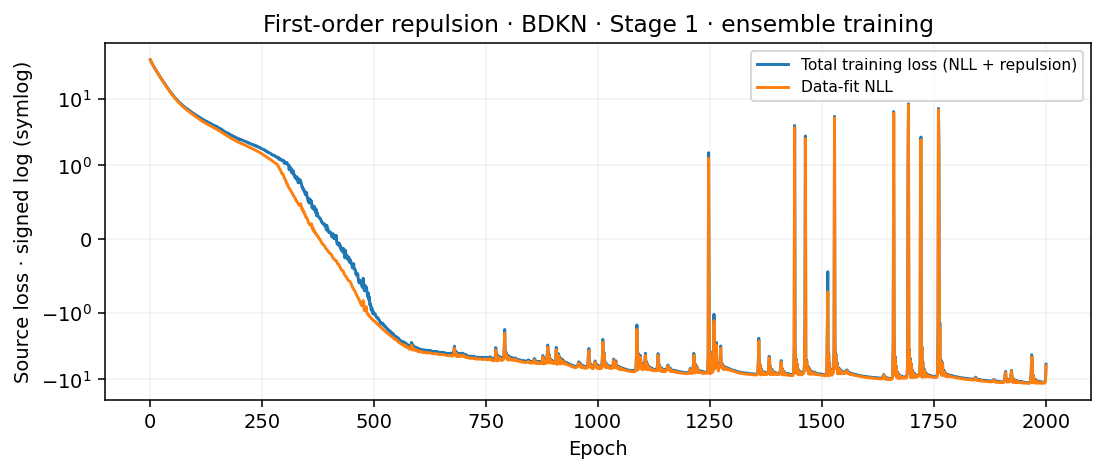 First-order repulsion · BDKN · Stage 1 · ensemble training
Total training loss (NLL + repulsion)
Data-fit NLL
Source loss · signed log (symlog)
10¹
10⁰
0
−10⁰
−10¹
0 250 500 750 1000 1250 1500 1750 2000
Epoch